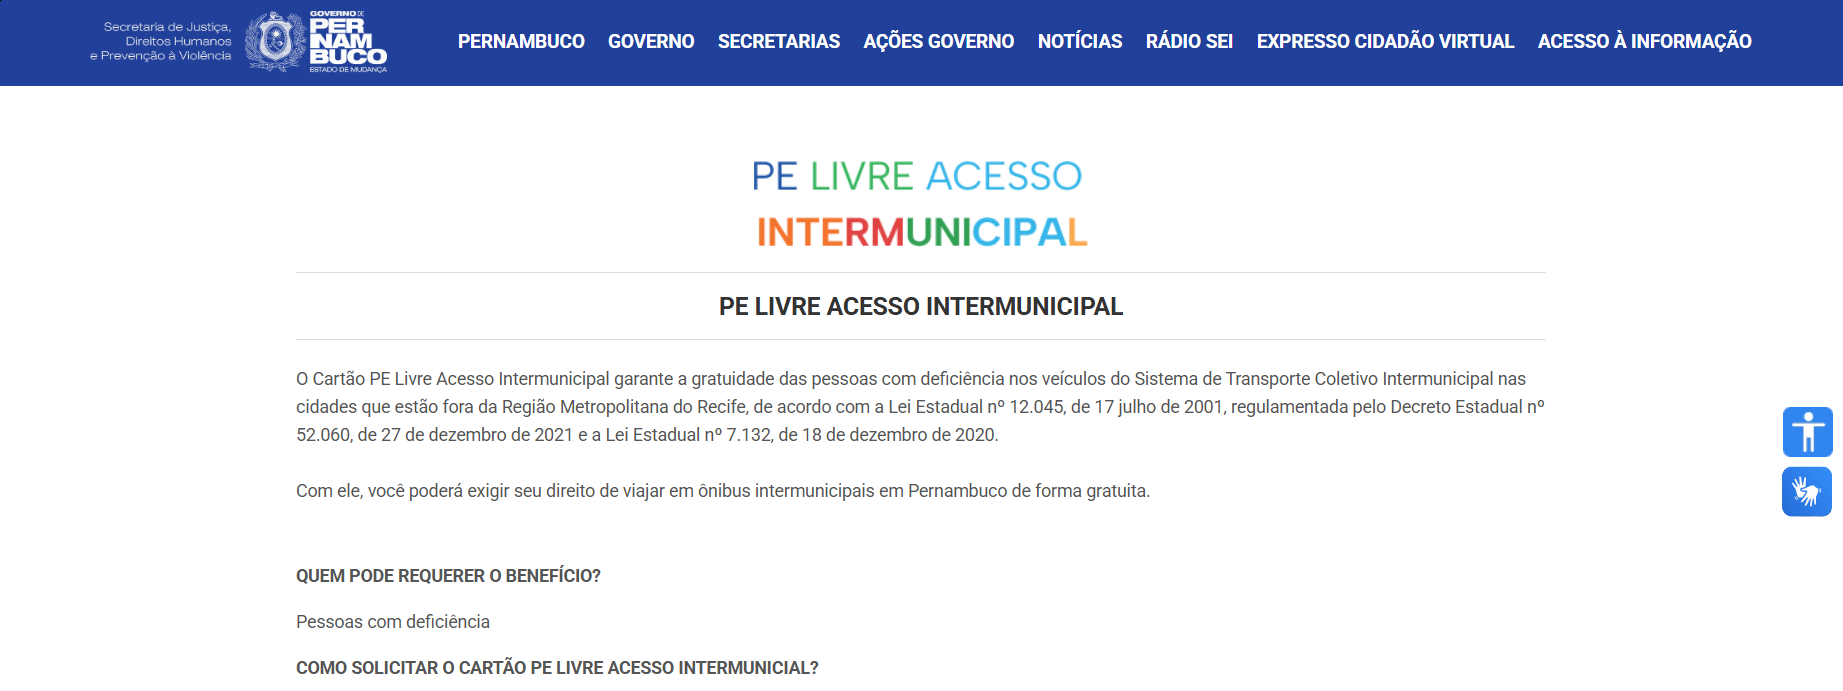 Secretaria de Justiça,
Direitos Humanos
e Prevenção à Violência
GOVERNO DE
PER
NAM
BUCO
ESTADO DE MUDANÇA
PERNAMBUCO GOVERNO SECRETARIAS AÇÕES GOVERNO NOTÍCIAS RÁDIO SEI EXPRESSO CIDADÃO VIRTUAL ACESSO À INFORMAÇÃO
PE LIVRE ACESSO
INTERMUNICIPAL
PE LIVRE ACESSO INTERMUNICIPAL
O Cartão PE Livre Acesso Intermunicipal garante a gratuidade das pessoas com deficiência nos veículos do Sistema de Transporte Coletivo Intermunicipal nas
cidades que estão fora da Região Metropolitana do Recife, de acordo com a Lei Estadual nº 12.045, de 17 julho de 2001, regulamentada pelo Decreto Estadual nº
52.060, de 27 de dezembro de 2021 e a Lei Estadual nº 7.132, de 18 de dezembro de 2020.
Com ele, você poderá exigir seu direito de viajar em ônibus intermunicipais em Pernambuco de forma gratuita.
QUEM PODE REQUERER O BENEFÍCIO?
Pessoas com deficiência
COMO SOLICITAR O CARTÃO PE LIVRE ACESSO INTERMUNICIAL?